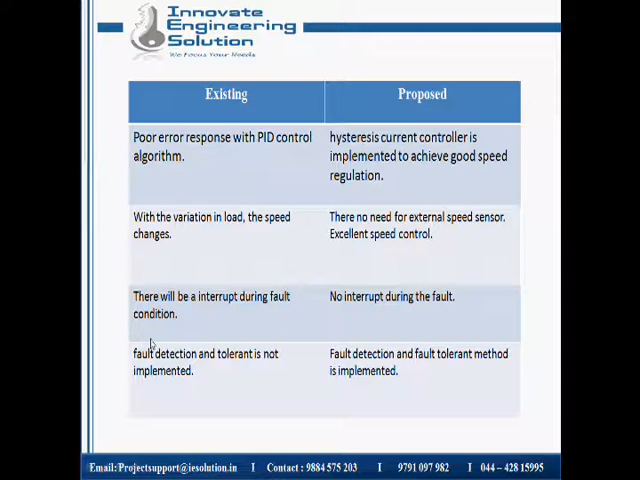 Innovate
Engineering
Solution
We Focus Your Needs
Existing
Proposed
Poor error response with PID control
algorithm.
hysteresis current controller is
implemented to achieve good speed
regulation.
With the variation in load, the speed
changes.
There no need for external speed sensor.
Excellent speed control.
There will be a interrupt during fault
condition.
No interrupt during the fault.
fault detection and tolerant is not
implemented.
Fault detection and fault tolerant method
is implemented.
Email: Projectsupport@iesolution.in I Contact : 9884 575 203 I 9791 097 982 I 044 – 428 15995